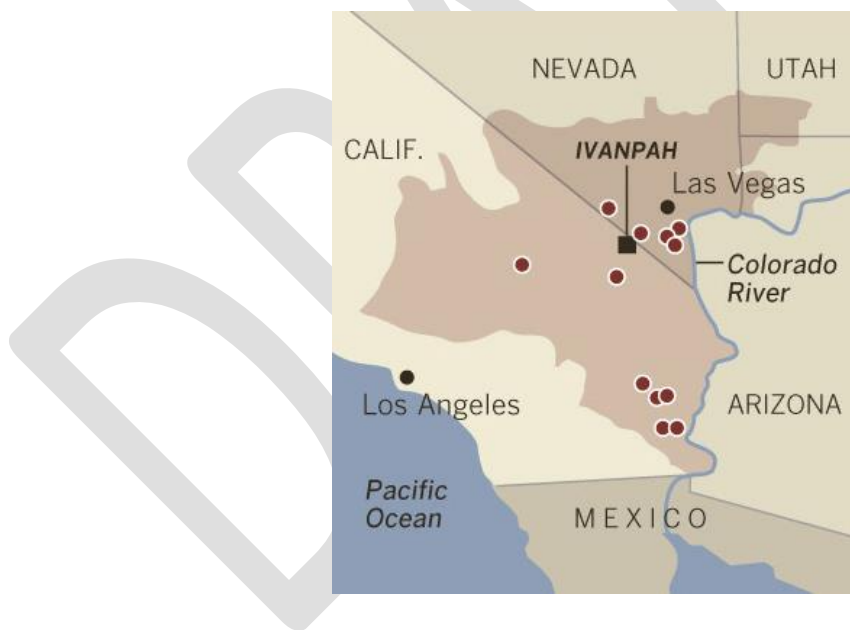 NEVADA
UTAH
CALIF.
IVANPAH
Las Vegas
Colorado
River
Los Angeles
ARIZONA
Pacific
Ocean
MEXICO